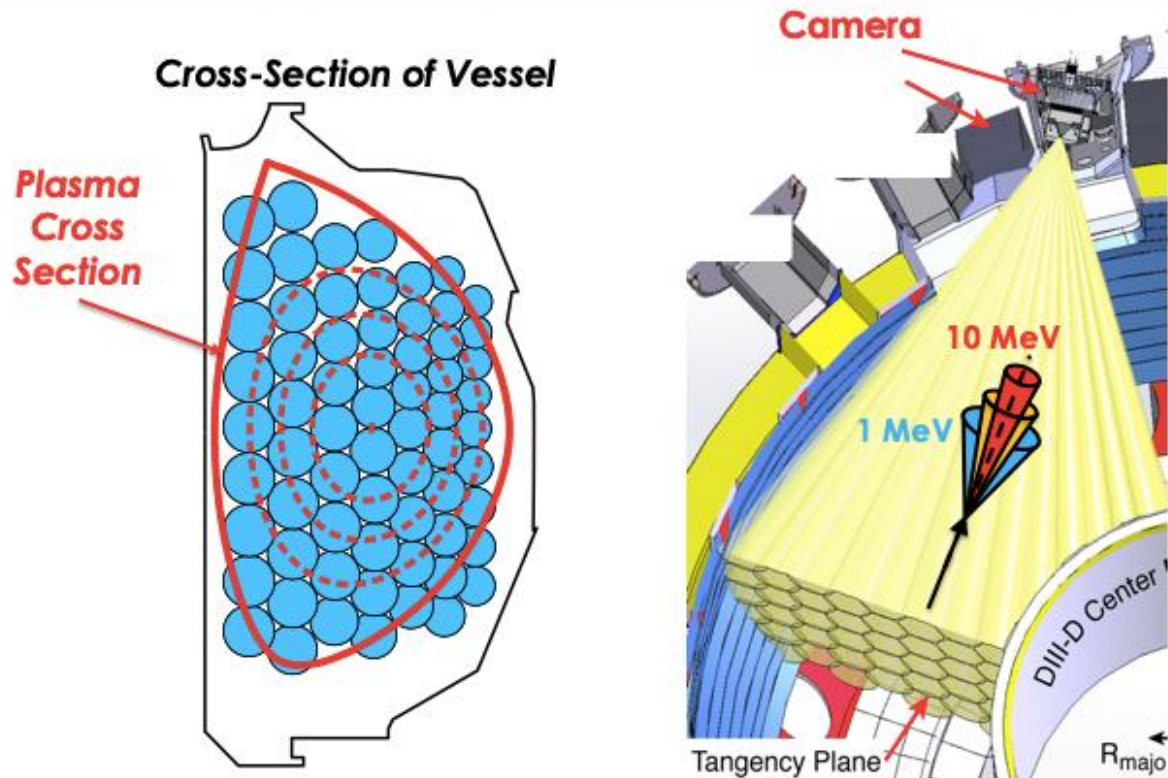 Cross-Section of Vessel
Plasma
Cross
Section
Camera
10 MeV
1 MeV
DIII-D Center
Tangency Plane
R